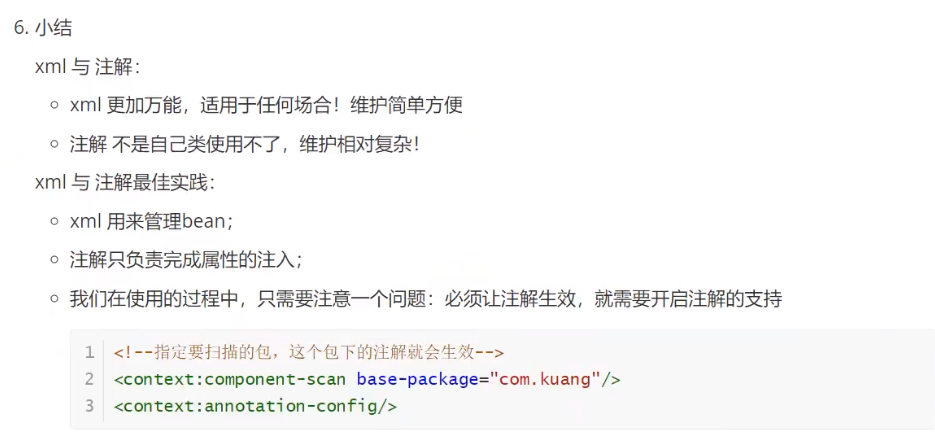 6. 小结
xml 与 注解：
xml 更加万能，适用于任何场合！维护简单方便
注解 不是自己类使用不了，维护相对复杂！
xml 与 注解最佳实践：
xml 用来管理bean；
注解只负责完成属性的注入；
我们在使用的过程中，只需要注意一个问题：必须让注解生效，就需要开启注解的支持
1 <!--指定要扫描的包，这个包下的注解就会生效-->
2 <context:component-scan base-package="com.kuang"/>
3 <context:annotation-config/>